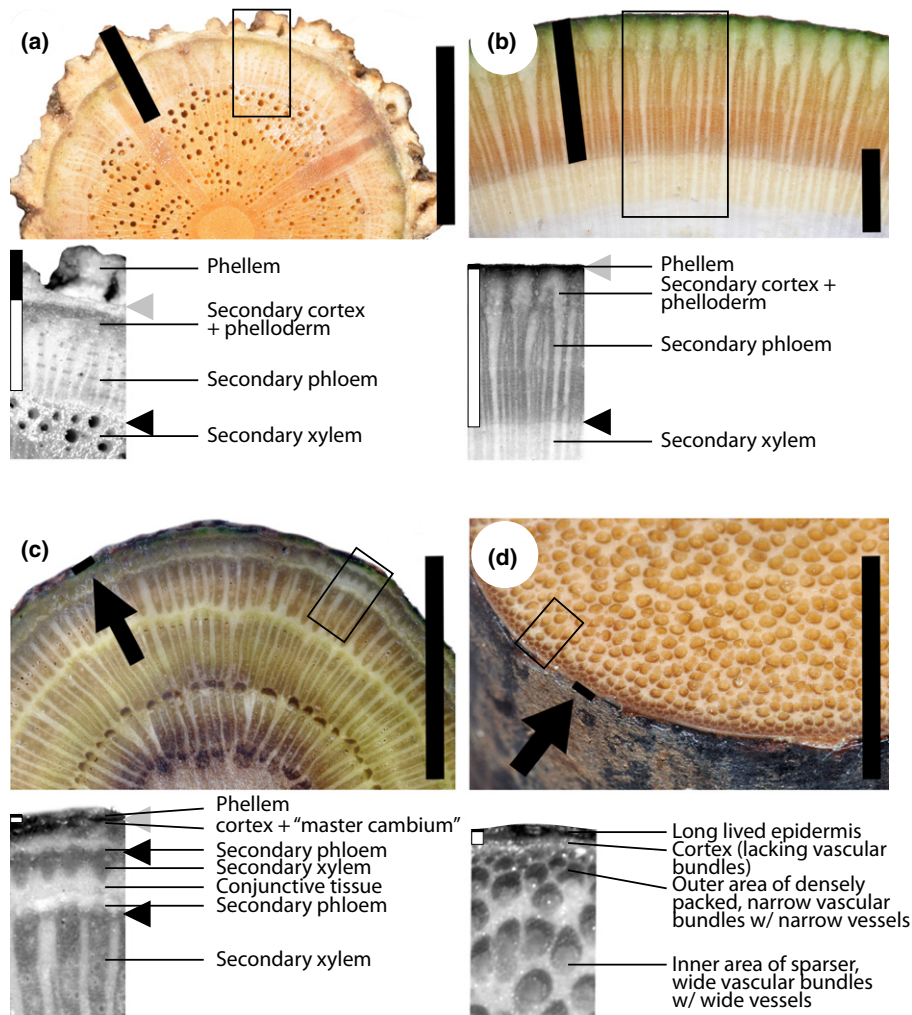 (a)
Phellem
Secondary cortex
+ phelloderm
Secondary phloem
Secondary xylem
(b)
Phellem
Secondary cortex +
phelloderm
Secondary phloem
Secondary xylem
(c)
Phellem
cortex + “master cambium”
Secondary phloem
Secondary xylem
Conjunctive tissue
Secondary phloem
Secondary xylem
(d)
Long lived epidermis
Cortex (lacking vascular
bundles)
Outer area of densely
packed, narrow vascular
bundles w/ narrow vessels
Inner area of sparser,
wide vascular bundles
w/ wide vessels